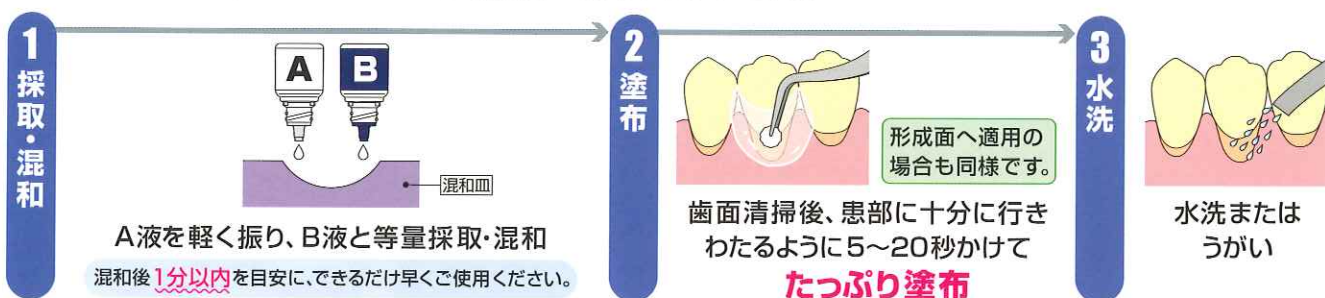 1 採取・混和
A
B
混和皿
A液を軽く振り、B液と等量採取・混和
混和後1分以内を目安に、できるだけ早くご使用ください。
2 塗布
形成面へ適用の
場合も同様です。
歯面清掃後、患部に十分に行き
わたるように5〜20秒かけて
たっぷり塗布
3 水洗
水洗または
うがい